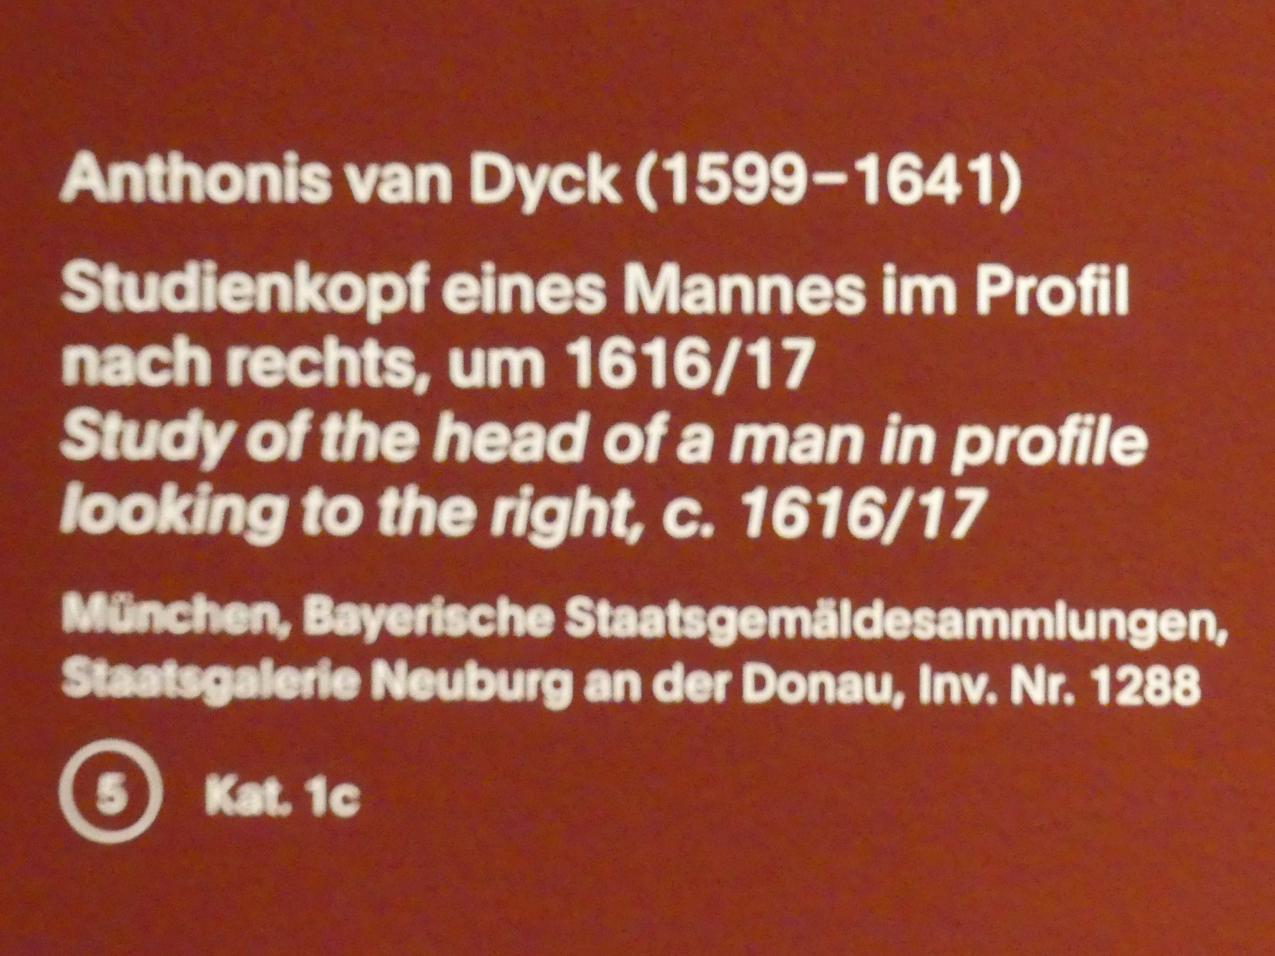 Anthonis van Dyck (1599–1641)
Studienkopf eines Mannes im Profil
nach rechts, um 1616/17
Study of the head of a man in profile
looking to the right, c. 1616/17
München, Bayerische Staatsgemäldesammlungen,
Staatsgalerie Neuburg an der Donau, Inv. Nr. 1288
5 Kat. 1c